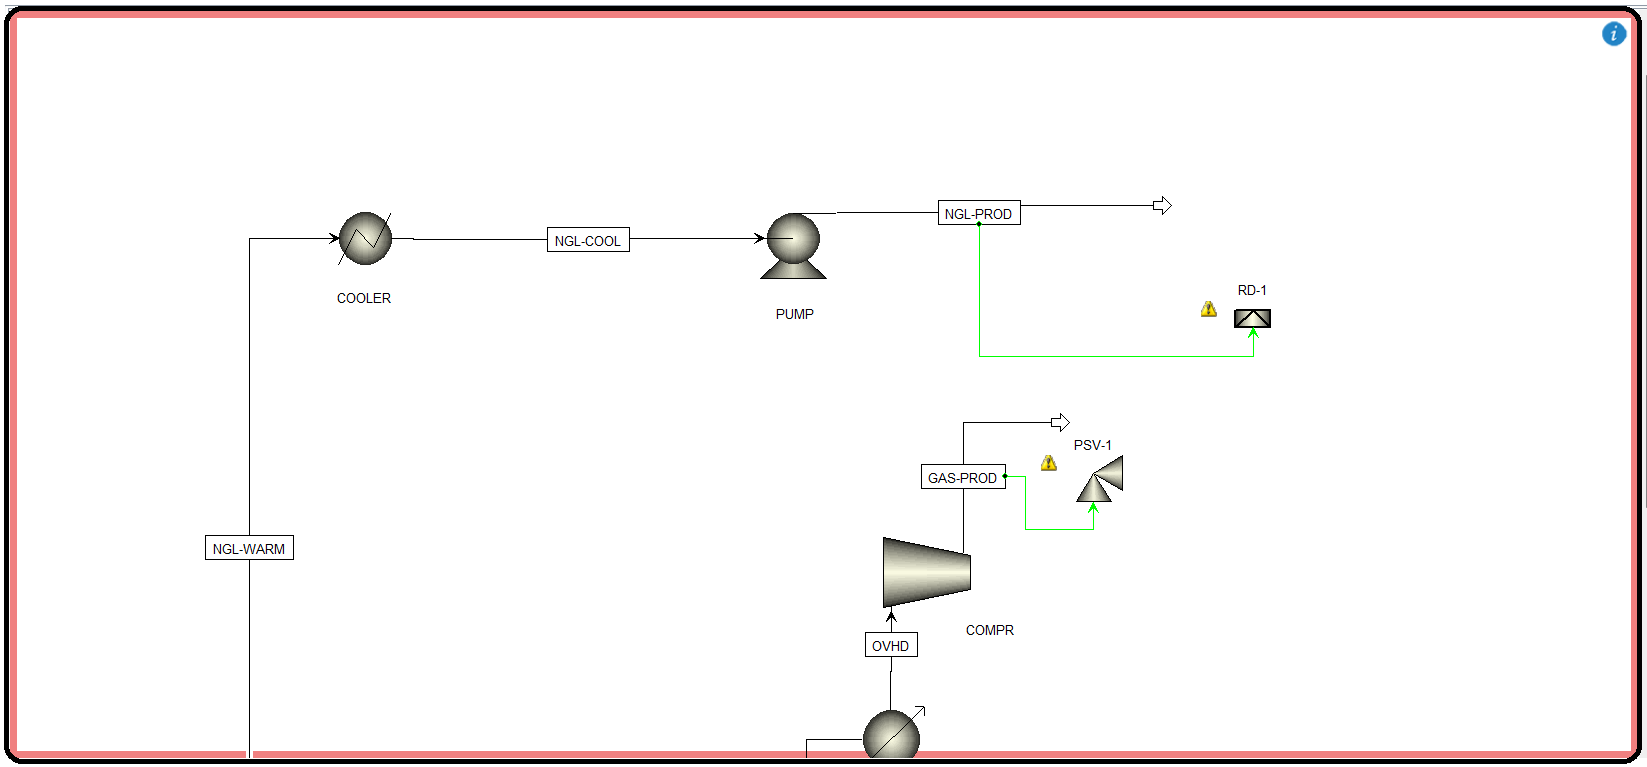 i
NGL-PROD
NGL-COOL
COOLER
PUMP
RD-1
PSV-1
GAS-PROD
NGL-WARM
COMPR
OVHD